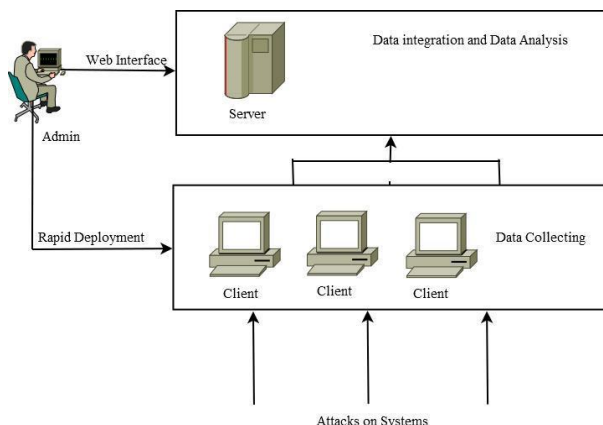 Data integration and Data Analysis
Web Interface
Server
Admin
Rapid Deployment
Data Collecting
Client
Client
Client
Attacks on Systems